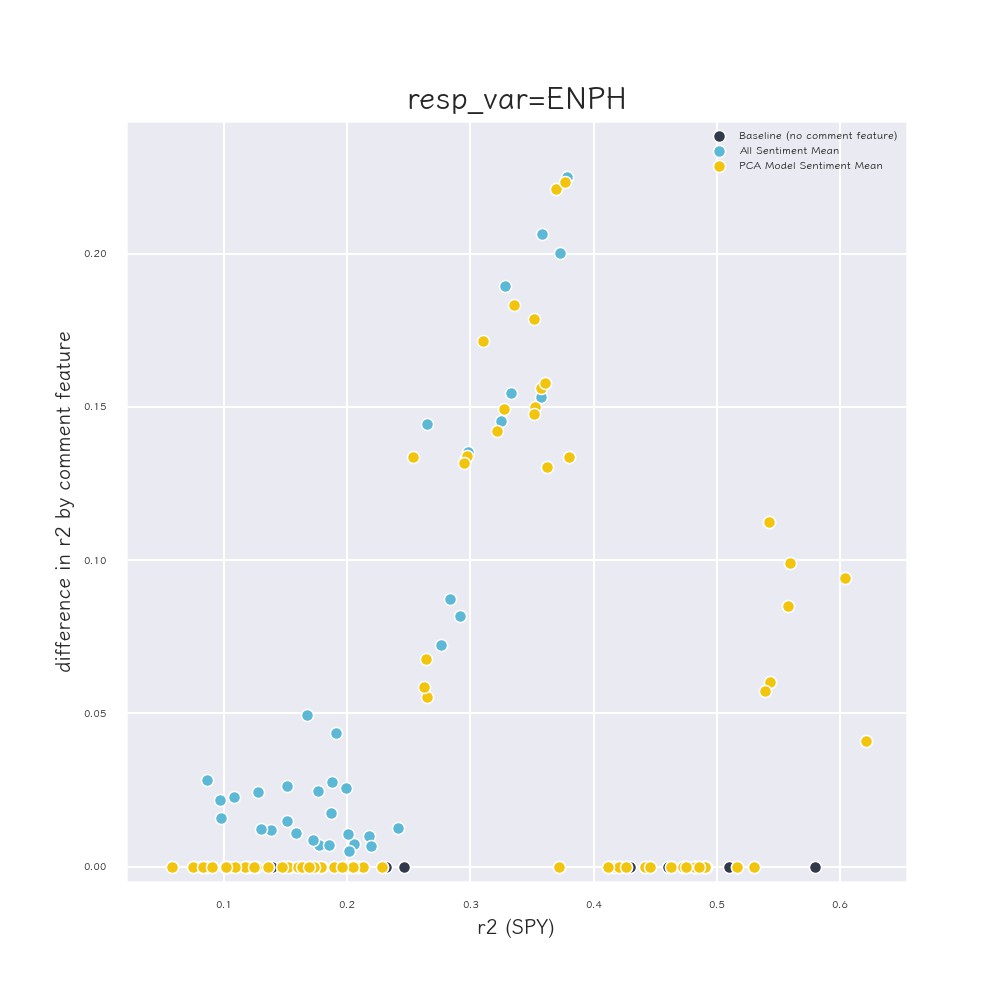 resp_var=ENPH
Baseline (no comment feature)
All Sentiment Mean
PCA Model Sentiment Mean
difference in r2 by comment feature
0.20
0.15
0.10
0.05
0.00
0.1 0.2 0.3 0.4 0.5 0.6
r2 (SPY)